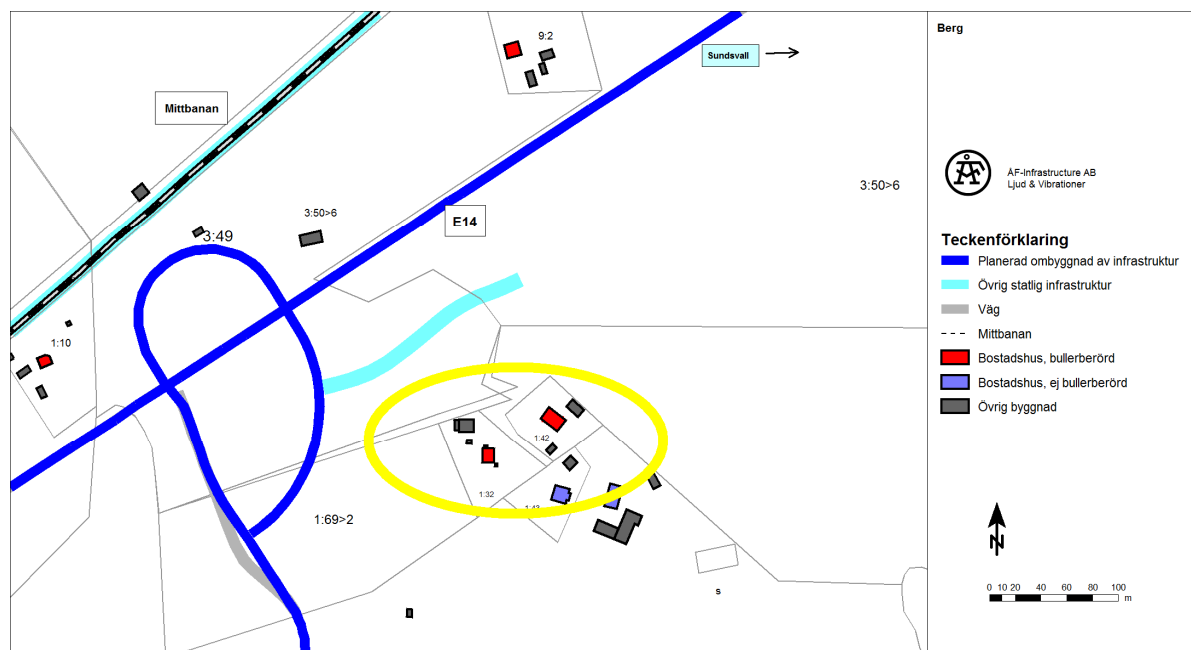 9:2
Sundsvall
Mittbanan
3:50>6
3:50>6
E14
3:49
1:10
1:42
1:32
1:43
1:69>2
s
Berg
ÅF
ÅF-Infrastructure AB
Ljud & Vibrationer
Teckenförklaring
Planerad ombyggnad av infrastruktur
Övrig statlig infrastruktur
Väg
Mittbanan
Bostadshus, bullerberörd
Bostadshus, ej bullerberörd
Övrig byggnad
N
0 10 20 40 60 80 100
m